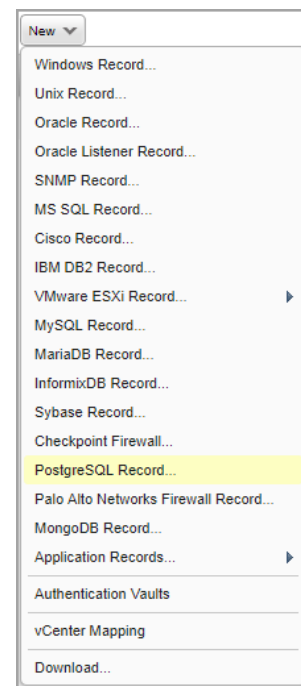 New
Windows Record...
Unix Record...
Oracle Record...
Oracle Listener Record...
SNMP Record...
MS SQL Record...
Cisco Record...
IBM DB2 Record...
VMware ESXi Record...
MySQL Record...
MariaDB Record...
InformixDB Record...
Sybase Record...
Checkpoint Firewall...
PostgreSQL Record...
Palo Alto Networks Firewall Record...
MongoDB Record...
Application Records...
Authentication Vaults
vCenter Mapping
Download...